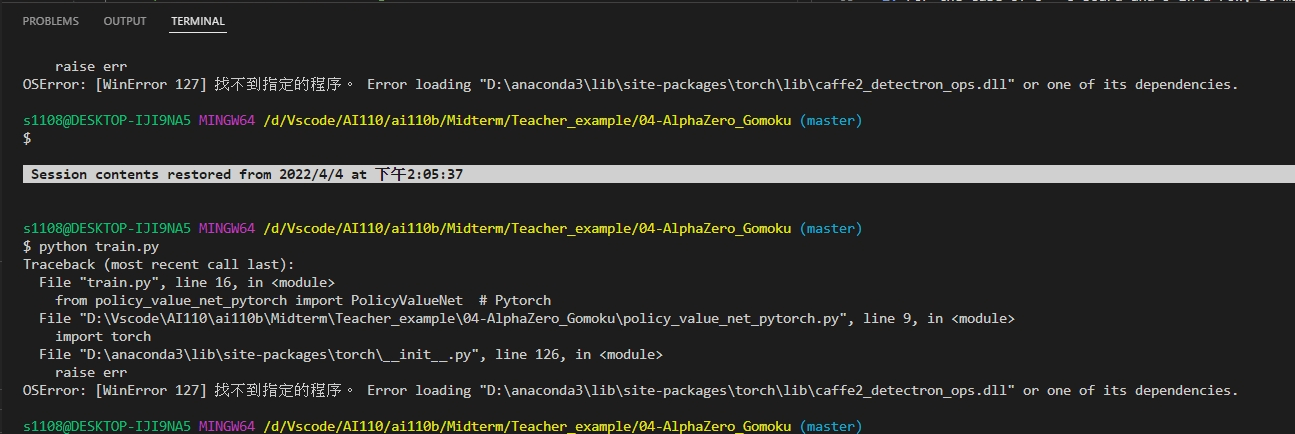 PROBLEMS OUTPUT TERMINAL
raise err
OSError: [WinError 127] 找不到指定的程序。 Error loading "D:\anaconda3\lib\site-packages\torch\lib\caffe2_detectron_ops.dll" or one of its dependencies.
s1108@DESKTOP-IJI9NA5 MINGW64 /d/Vscode/AI110/ai110b/Midterm/Teacher_example/04-AlphaZero_Gomoku (master)
$
Session contents restored from 2022/4/4 at 下午2:05:37
s1108@DESKTOP-IJI9NA5 MINGW64 /d/Vscode/AI110/ai110b/Midterm/Teacher_example/04-AlphaZero_Gomoku (master)
$ python train.py
Traceback (most recent call last):
File "train.py", line 16, in <module>
from policy_value_net_pytorch import PolicyValueNet # Pytorch
File "D:\Vscode\AI110\ai110b\Midterm\Teacher_example\04-AlphaZero_Gomoku\policy_value_net_pytorch.py", line 9, in <module>
import torch
File "D:\anaconda3\lib\site-packages\torch\__init__.py", line 126, in <module>
raise err
OSError: [WinError 127] 找不到指定的程序。 Error loading "D:\anaconda3\lib\site-packages\torch\lib\caffe2_detectron_ops.dll" or one of its dependencies.
s1108@DESKTOP-IJI9NA5 MINGW64 /d/Vscode/AI110/ai110b/Midterm/Teacher_example/04-AlphaZero_Gomoku (master)